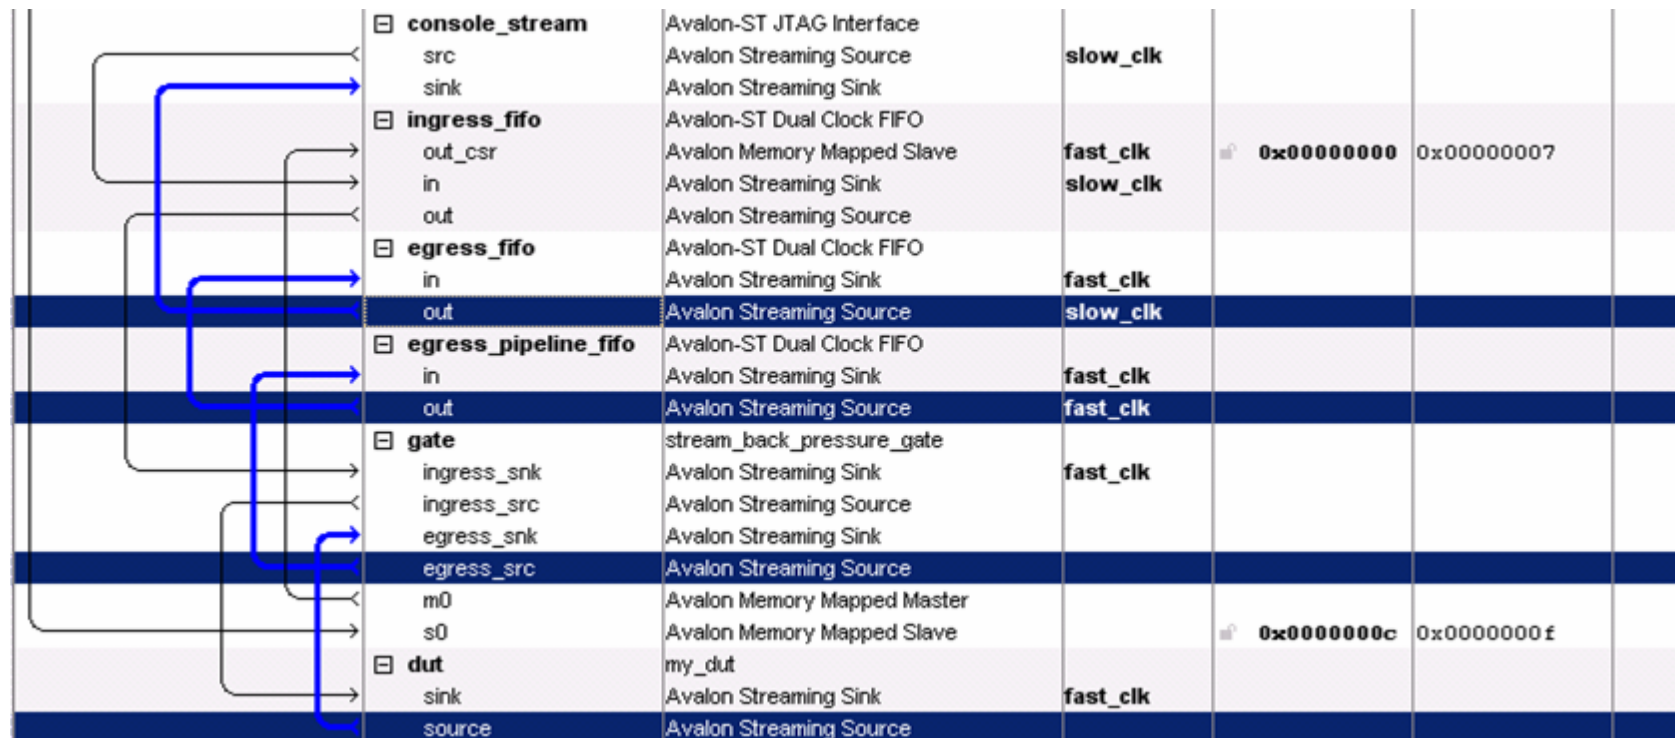 console_stream Avalon-ST JTAG Interface
src Avalon Streaming Source slow_clk
sink Avalon Streaming Sink
ingress_fifo Avalon-ST Dual Clock FIFO
out_csr Avalon Memory Mapped Slave fast_clk 0x00000000 0x00000007
in Avalon Streaming Sink slow_clk
out Avalon Streaming Source
egress_fifo Avalon-ST Dual Clock FIFO
in Avalon Streaming Sink fast_clk
out Avalon Streaming Source slow_clk
egress_pipeline_fifo Avalon-ST Dual Clock FIFO
in Avalon Streaming Sink fast_clk
out Avalon Streaming Source fast_clk
gate stream_back_pressure_gate
ingress_snk Avalon Streaming Sink fast_clk
ingress_src Avalon Streaming Source
egress_snk Avalon Streaming Sink
egress_src Avalon Streaming Source
m0 Avalon Memory Mapped Master
s0 Avalon Memory Mapped Slave 0x0000000c 0x0000000f
dut my_dut
sink Avalon Streaming Sink fast_clk
source Avalon Streaming Source